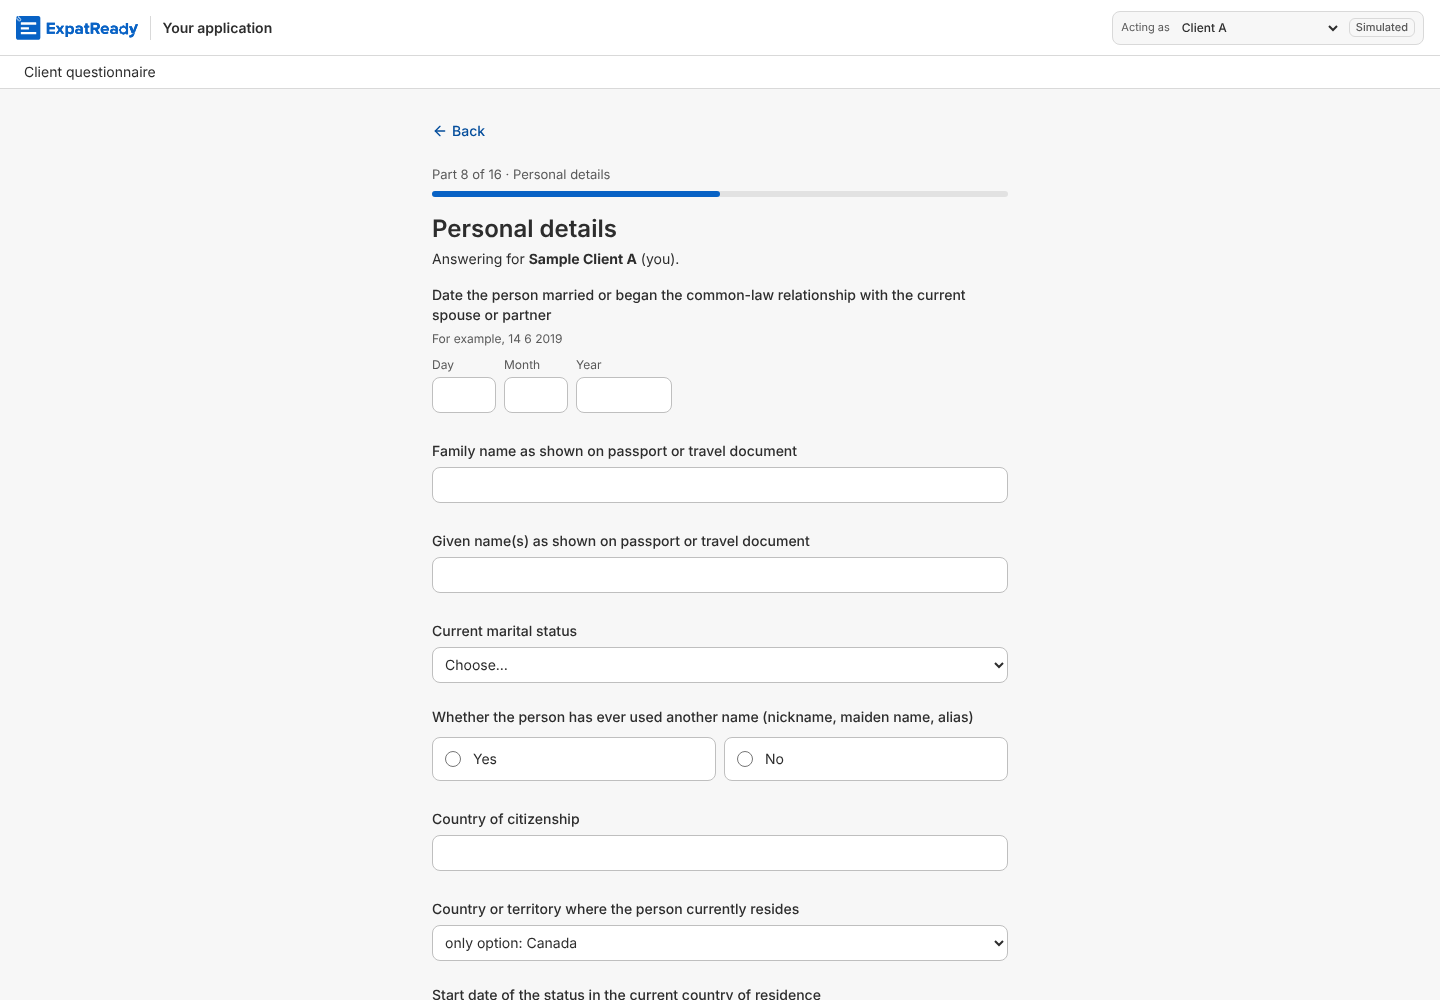 ExpatReady
Your application
Acting as Client A Simulated
Client questionnaire
Back
Part 8 of 16 · Personal details
Personal details
Answering for Sample Client A (you).
Date the person married or began the common-law relationship with the current
spouse or partner
For example, 14 6 2019
Day Month Year
Family name as shown on passport or travel document
Given name(s) as shown on passport or travel document
Current marital status
Choose...
Whether the person has ever used another name (nickname, maiden name, alias)
Yes No
Country of citizenship
Country or territory where the person currently resides
only option: Canada
Start date of the status in the current country of residence